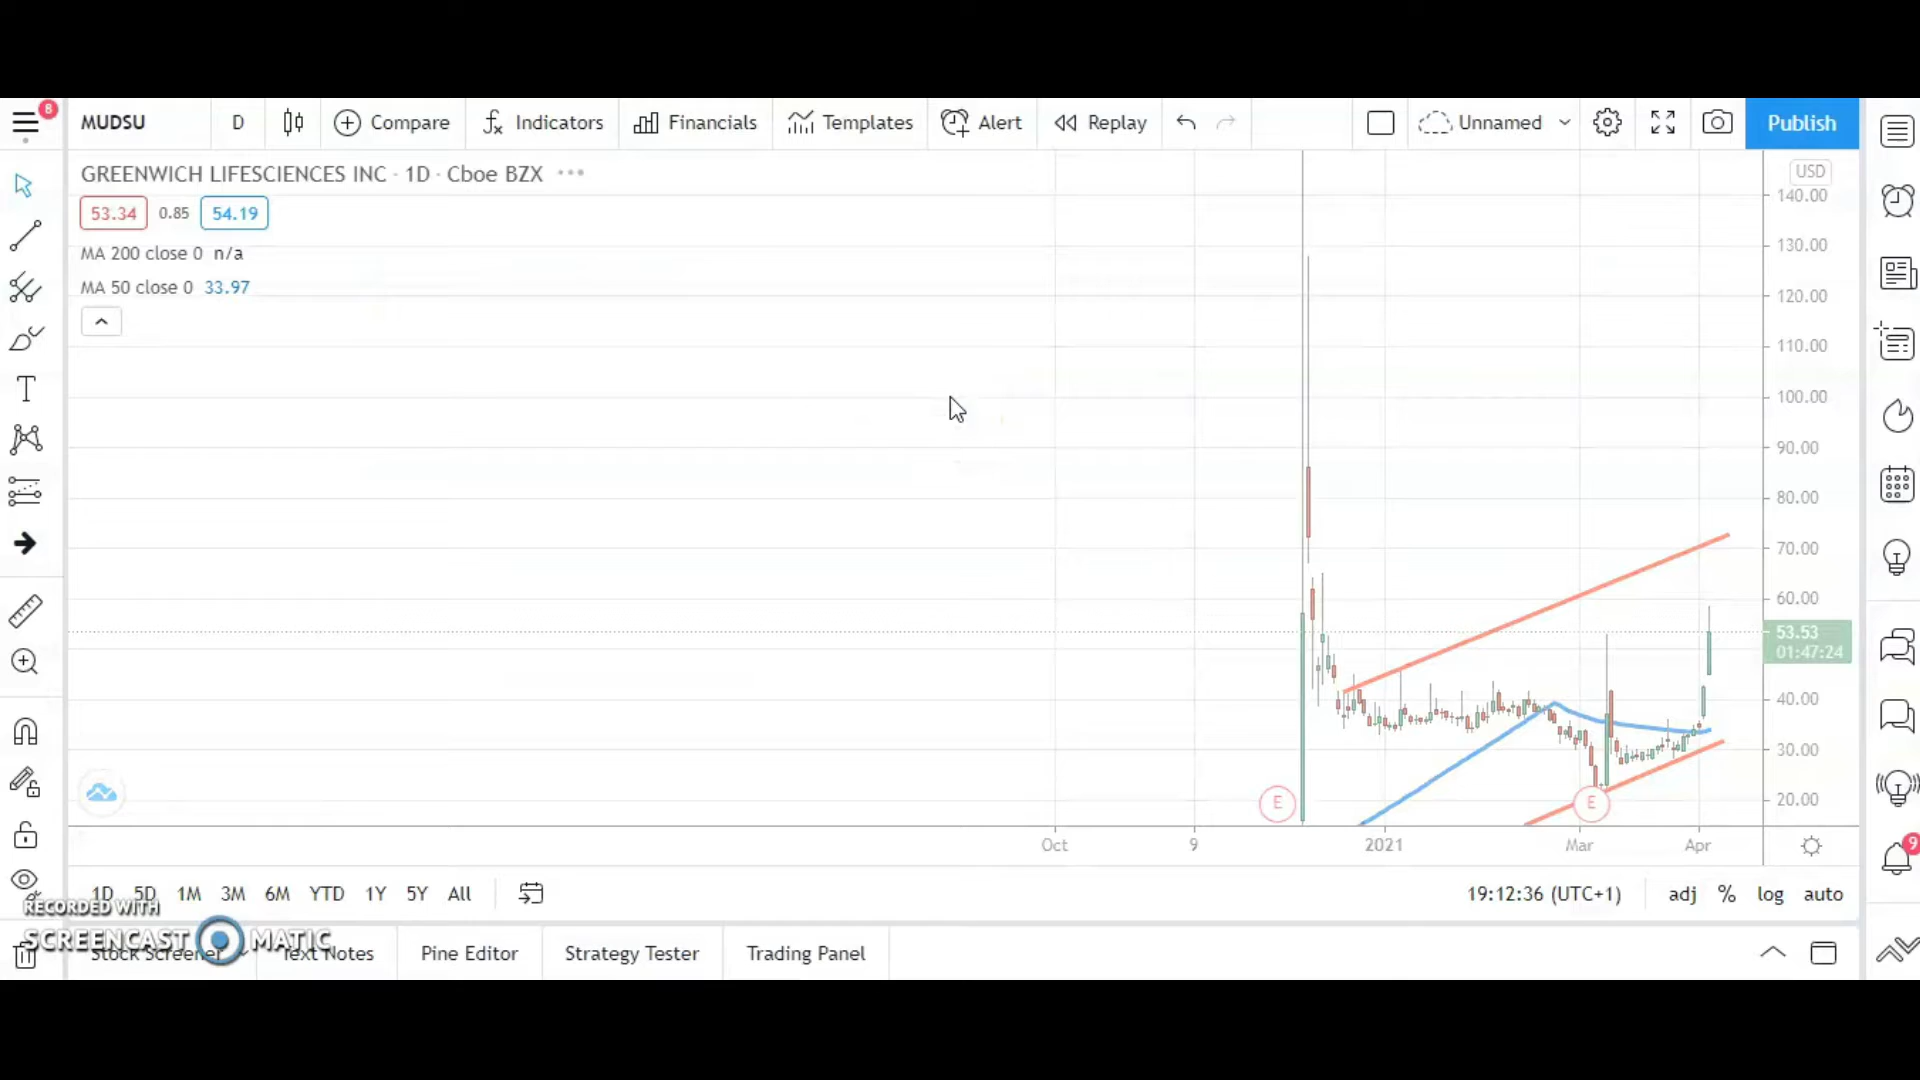 8
MUDSU D Compare Indicators Financials Templates Alert Replay Unnamed Publish
GREENWICH LIFESCIENCES INC · 1D · Cboe BZX
USD
53.34 0.85 54.19
MA 200 close 0 n/a
MA 50 close 0 33.97
140.00
130.00
120.00
110.00
100.00
90.00
80.00
70.00
60.00
53.53
01:47:24
40.00
30.00
20.00
E E
Oct 9 2021 Mar Apr
9
1D 5D 1M 3M 6M YTD 1Y 5Y All 19:12:36 (UTC+1) adj % log auto
RECORDED WITH
SCREENCAST MATIC
Stock Screener Text Notes Pine Editor Strategy Tester Trading Panel